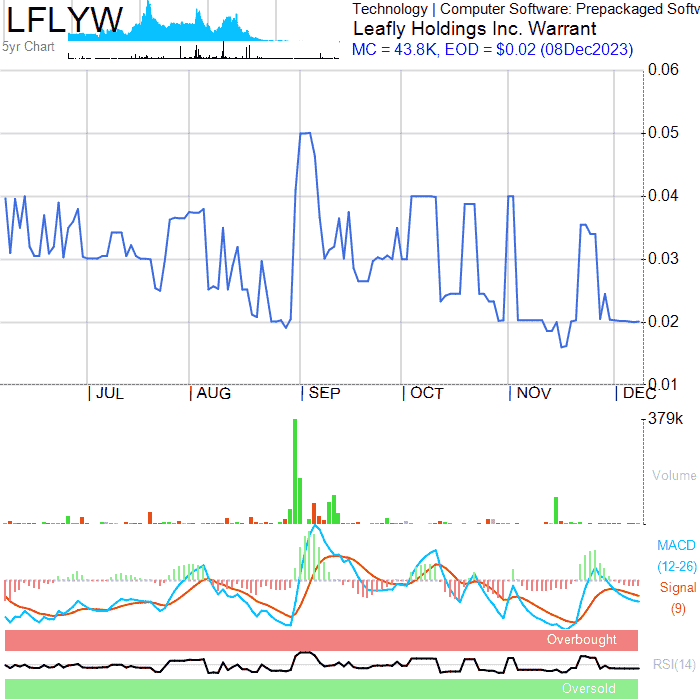 LFLYW
Technology | Computer Software: Prepackaged Softw
Leafly Holdings Inc. Warrant
5yr Chart
MC = 43.8K, EOD = $0.02 (08Dec2023)
0.06
0.05
0.04
0.03
0.02
0.01
JUL AUG SEP OCT NOV DEC
379k
Volume
MACD
(12-26)
Signal
(9)
Overbought
RSI(14)
Oversold